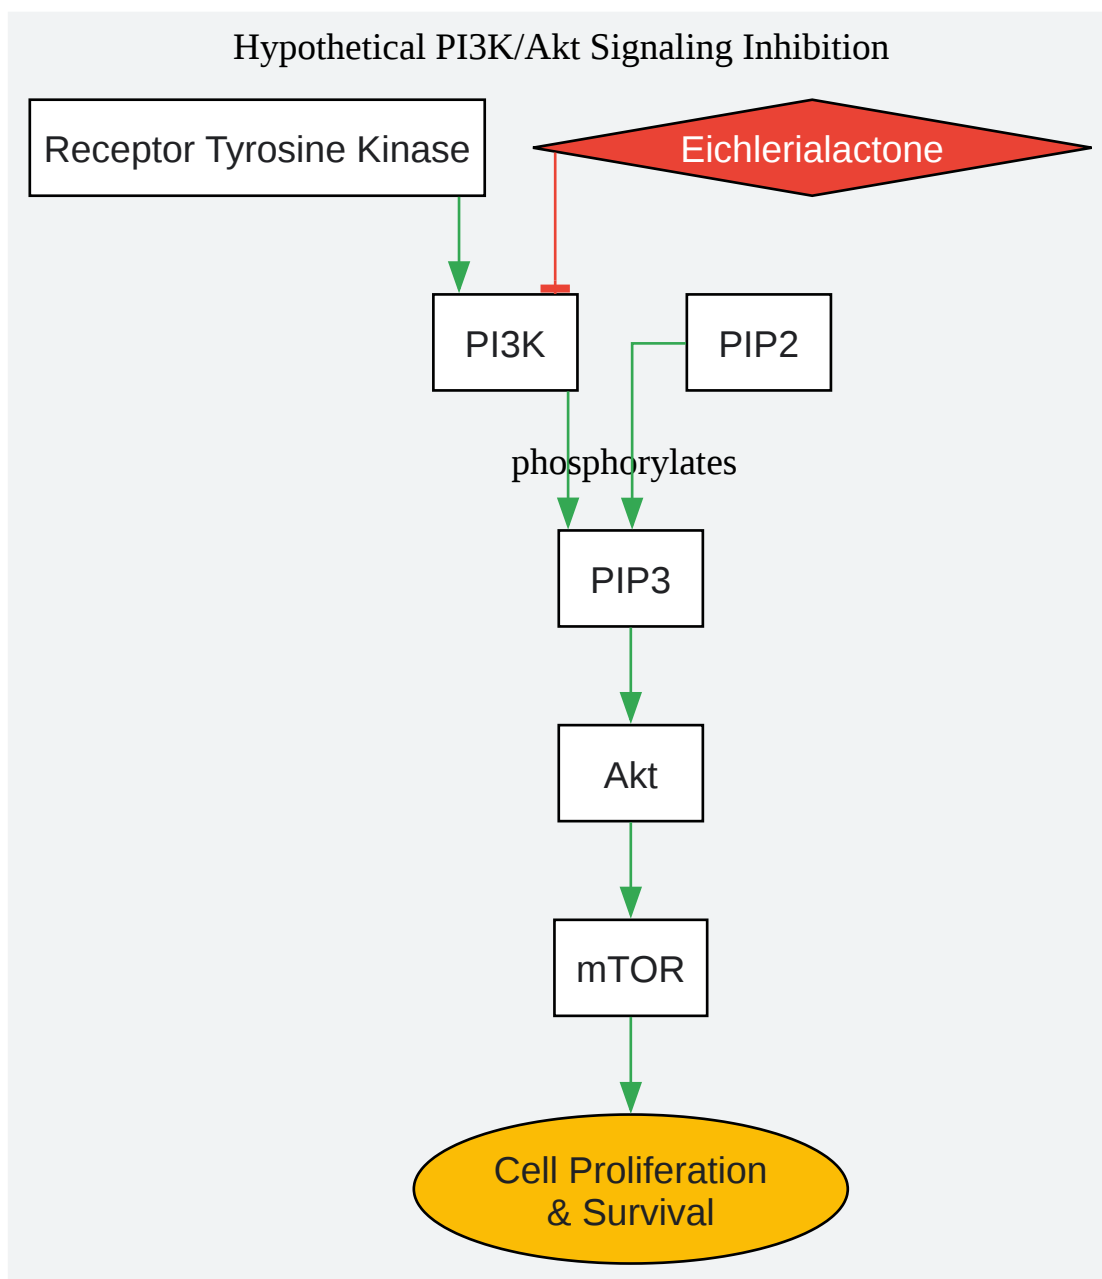 Hypothetical PI3K/Akt Signaling Inhibition
Receptor Tyrosine Kinase
Eichlerialactone
PI3K
PIP2
phosphorylates
PIP3
Akt
mTOR
Cell Proliferation
& Survival